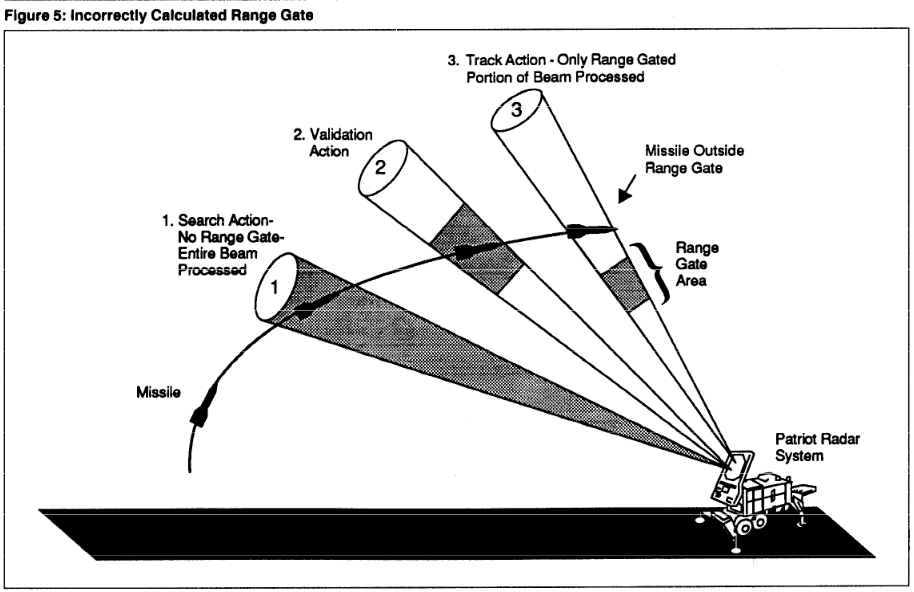 Figure 5: Incorrectly Calculated Range Gate
3. Track Action - Only Range Gated
Portion of Beam Processed
3
2. Validation
Action
2
Missile Outside
Range Gate
1. Search Action-
No Range Gate-
Entire Beam
Processed
1
Range
Gate
Area
Missile
Patriot Radar
System